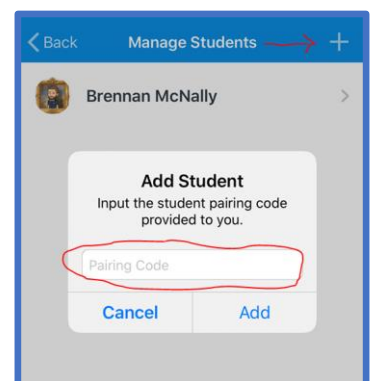 Back Manage Students +
Brennan McNally
Add Student
Input the student pairing code
provided to you.
Pairing Code
Cancel Add